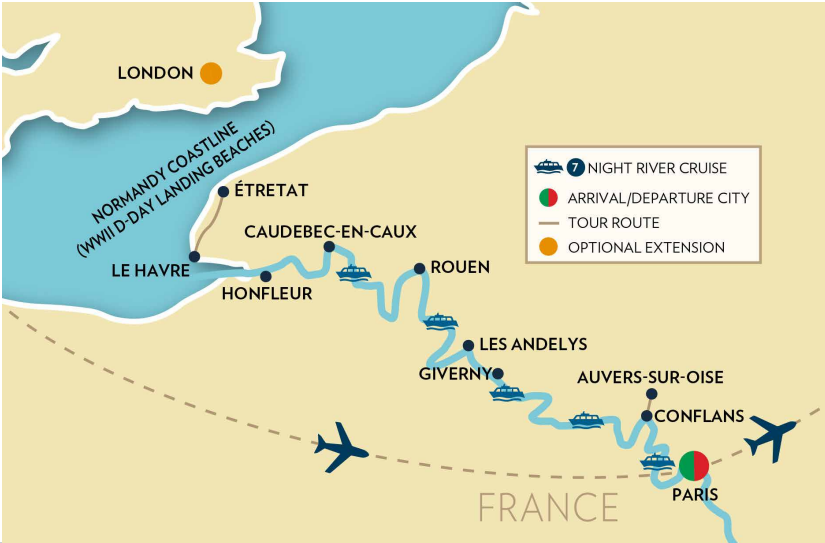 LONDON
NORMANDY COASTLINE
(WWII D-DAY LANDING BEACHES)
7 NIGHT RIVER CRUISE
ARRIVAL/DEPARTURE CITY
TOUR ROUTE
OPTIONAL EXTENSION
ÉTRETAT
CAUDEBEC-EN-CAUX
LE HAVRE
HONFLEUR
ROUEN
LES ANDELYS
GIVERNY
AUVERS-SUR-OISE
CONFLANS
PARIS
FRANCE